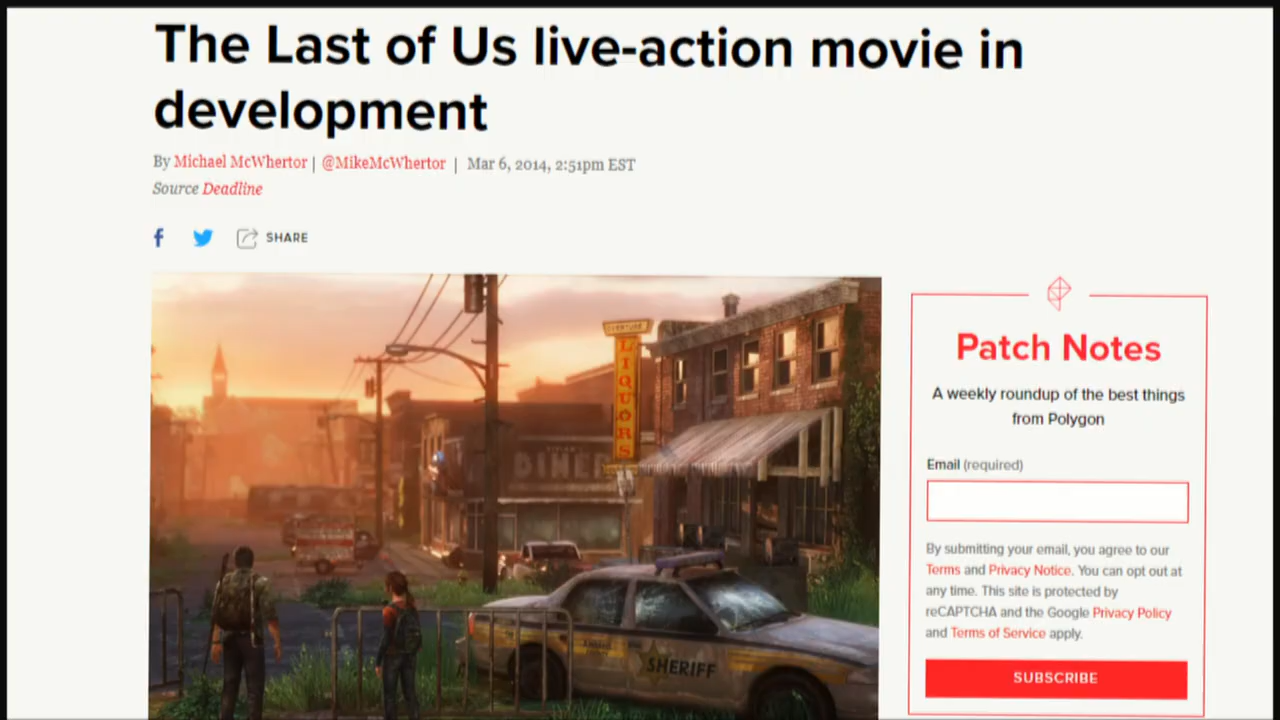 The Last of Us live-action movie in
development
By Michael McWhertor | @MikeMcWhertor | Mar 6, 2014, 2:51pm EST
Source Deadline
SHARE
OVERTURE
LIQUORS
DINER
SHERIFF
Patch Notes
A weekly roundup of the best things
from Polygon
Email (required)
By submitting your email, you agree to our
Terms and Privacy Notice. You can opt out at
any time. This site is protected by
reCAPTCHA and the Google Privacy Policy
and Terms of Service apply.
SUBSCRIBE